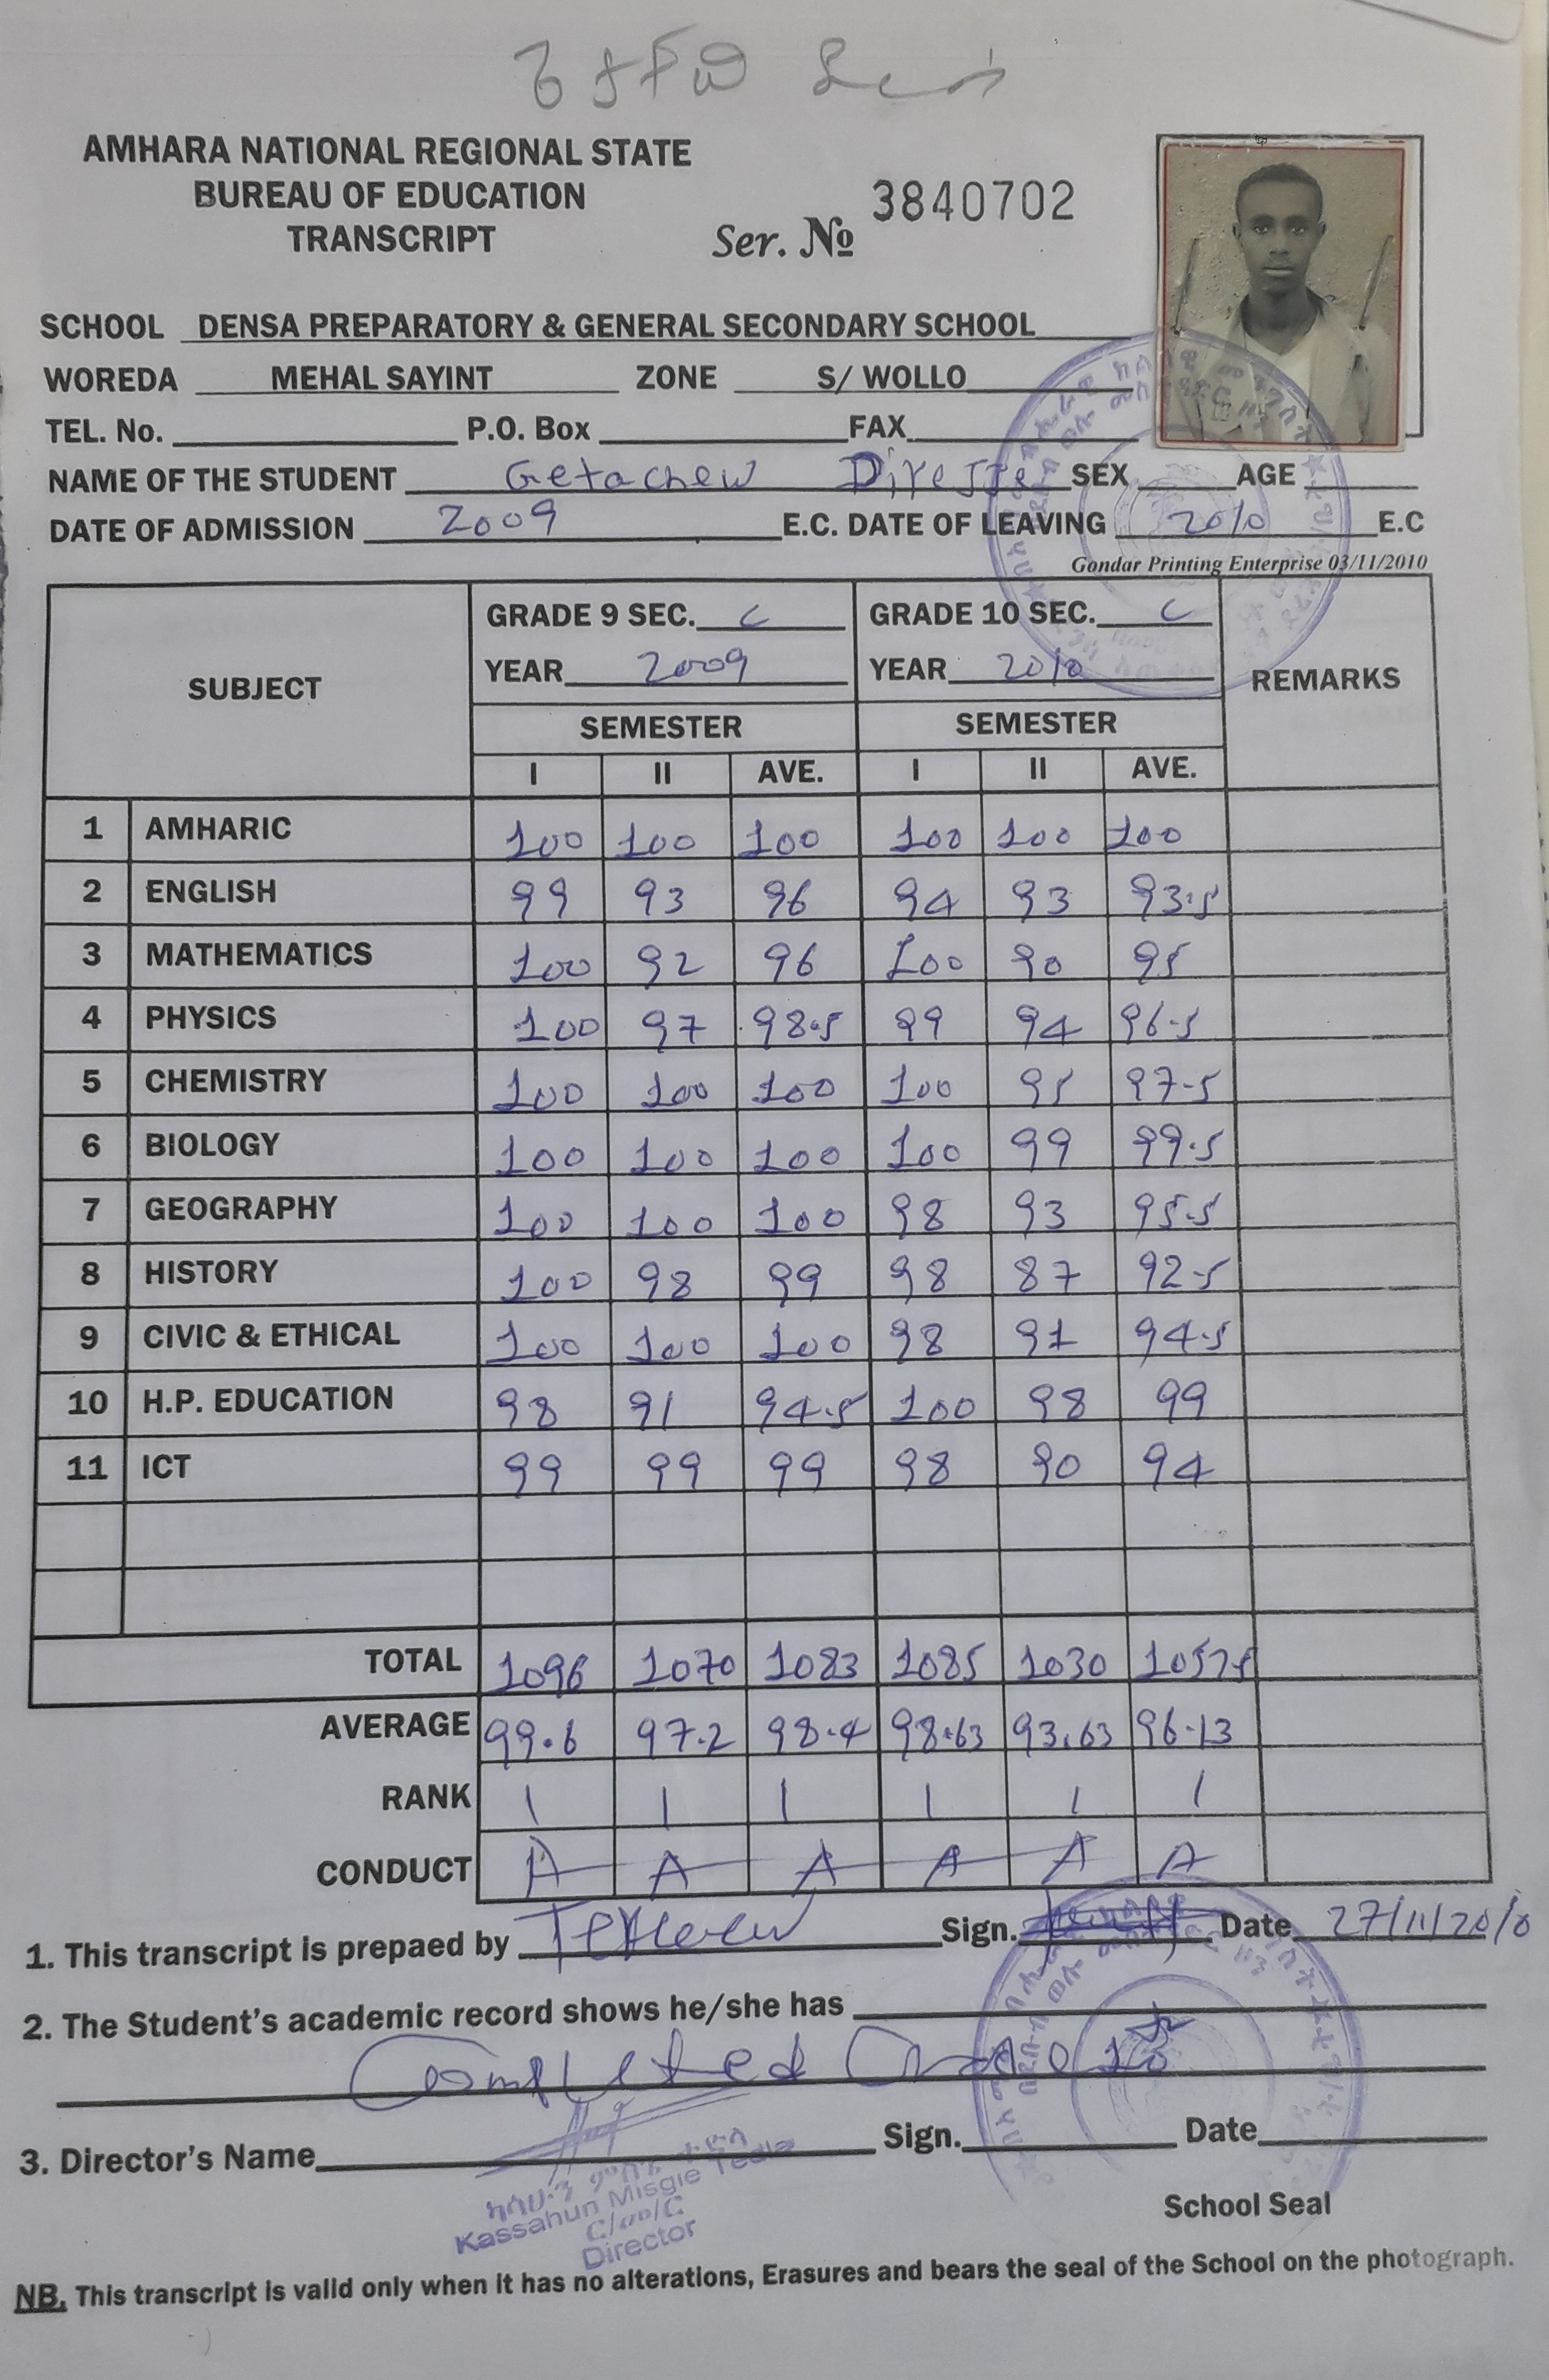 ጌታቸው ድረስ
AMHARA NATIONAL REGIONAL STATE
BUREAU OF EDUCATION
TRANSCRIPT
Ser. № 3840702
SCHOOL DENSA PREPARATORY & GENERAL SECONDARY SCHOOL
WOREDA MEHAL SAYINT ZONE S/ WOLLO
TEL. No. P.O. Box FAX
NAME OF THE STUDENT Getachew SEX AGE
DATE OF ADMISSION 2009 E.C. DATE OF LEAVING 2010 E.C
Gondar Printing Enterprise 03/11/2010
SUBJECT GRADE 9 SEC. C GRADE 10 SEC. C REMARKS
YEAR 2009 YEAR 2010
SEMESTER SEMESTER
I II AVE. I II AVE.
1 AMHARIC 100 100 100 100 100 100
2 ENGLISH 99 93 96 94 93 93.5
3 MATHEMATICS 100 92 96 100 90 95
4 PHYSICS 100 97 98.5 99 94 96.5
5 CHEMISTRY 100 100 100 100 95 97.5
6 BIOLOGY 100 100 100 100 99 99.5
7 GEOGRAPHY 100 100 100 98 93 95.5
8 HISTORY 100 98 99 98 87 92.5
9 CIVIC & ETHICAL 100 100 100 98 91 94.5
10 H.P. EDUCATION 98 91 94.5 100 98 99
11 ICT 99 99 99 98 90 94
TOTAL 1096 1070 1083 1085 1030 1057.5
AVERAGE 99.6 97.2 98.4 98.63 93.63 96.13
RANK 1 1 1 1 1 1
CONDUCT A A A A A A
1. This transcript is prepaed by Sign. Date 27/11/2010
2. The Student's academic record shows he/she has
Completed Grade 10
3. Director's Name Sign. Date
ካሳሁን ምስጌ ተድላ
Kassahun Misgie Tedla
ር/መ/ር
Director
School Seal
NB. This transcript is valid only when it has no alterations, Erasures and bears the seal of the School on the photograph.